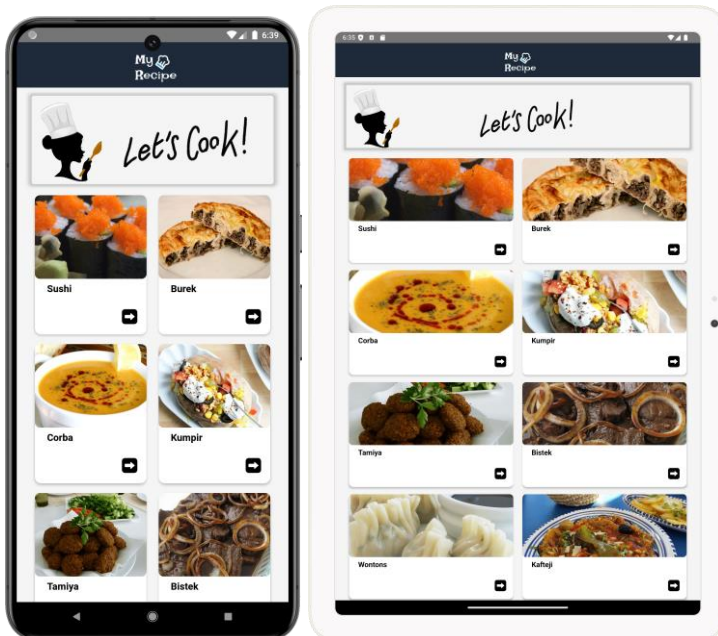 6:39
My
Recipe
Let's Cook!
Sushi
Burek
Corba
Kumpir
Tamiya
Bistek
6:35
My
Recipe
Let's Cook!
Sushi
Burek
Corba
Kumpir
Tamiya
Bistek
Wontons
Kafteji